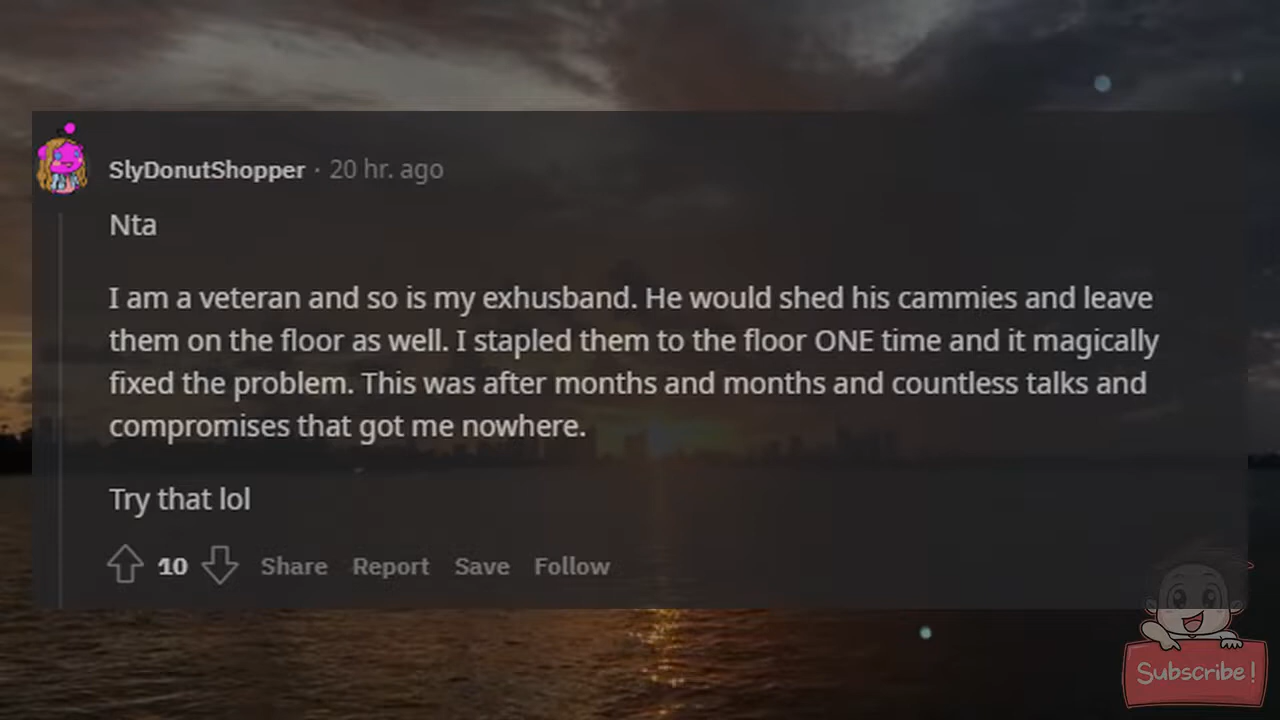 SlyDonutShopper · 20 hr. ago
Nta
I am a veteran and so is my exhusband. He would shed his cammies and leave
them on the floor as well. I stapled them to the floor ONE time and it magically
fixed the problem. This was after months and months and countless talks and
compromises that got me nowhere.
Try that lol
10 Share Report Save Follow
Subscribe!